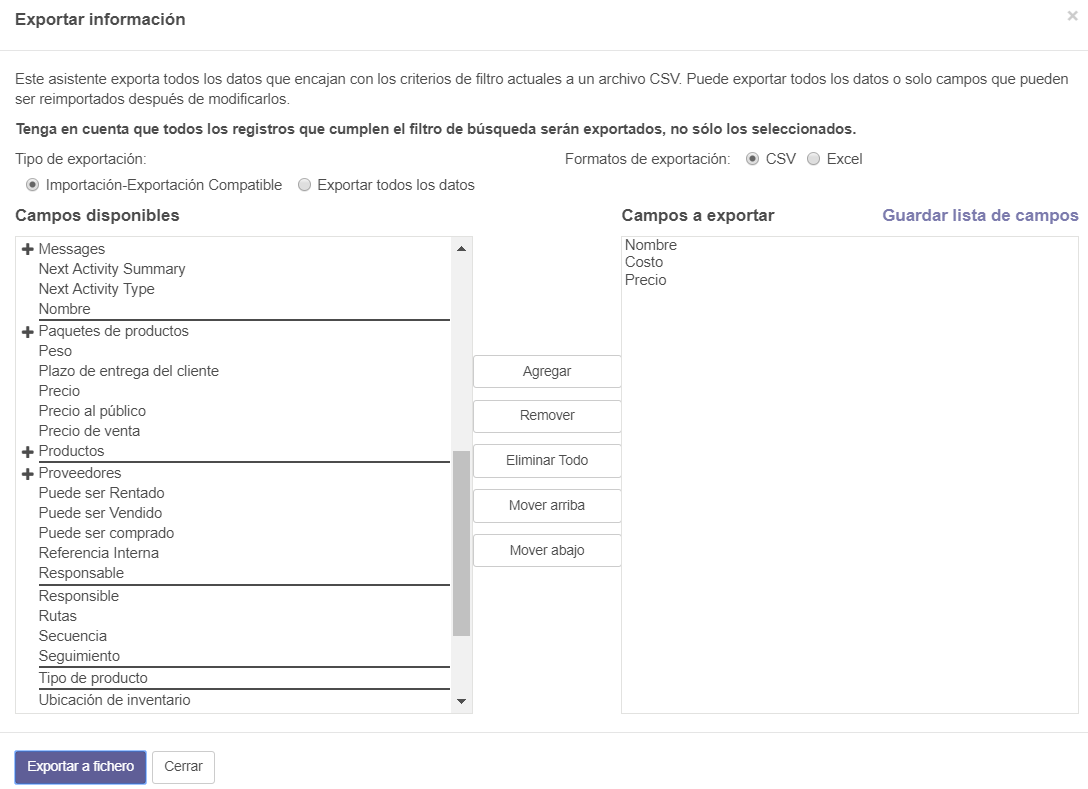 Exportar información
×
Este asistente exporta todos los datos que encajan con los criterios de filtro actuales a un archivo CSV. Puede exportar todos los datos o solo campos que pueden
ser reimportados después de modificarlos.
Tenga en cuenta que todos los registros que cumplen el filtro de búsqueda serán exportados, no sólo los seleccionados.
Tipo de exportación:
Formatos de exportación: CSV Excel
Importación-Exportación Compatible Exportar todos los datos
Campos disponibles
Messages
Next Activity Summary
Next Activity Type
Nombre
Paquetes de productos
Peso
Plazo de entrega del cliente
Precio
Precio al público
Precio de venta
Productos
Proveedores
Puede ser Rentado
Puede ser Vendido
Puede ser comprado
Referencia Interna
Responsable
Responsible
Rutas
Secuencia
Seguimiento
Tipo de producto
Ubicación de inventario
Agregar
Remover
Eliminar Todo
Mover arriba
Mover abajo
Campos a exportar
Guardar lista de campos
Nombre
Costo
Precio
Exportar a fichero
Cerrar